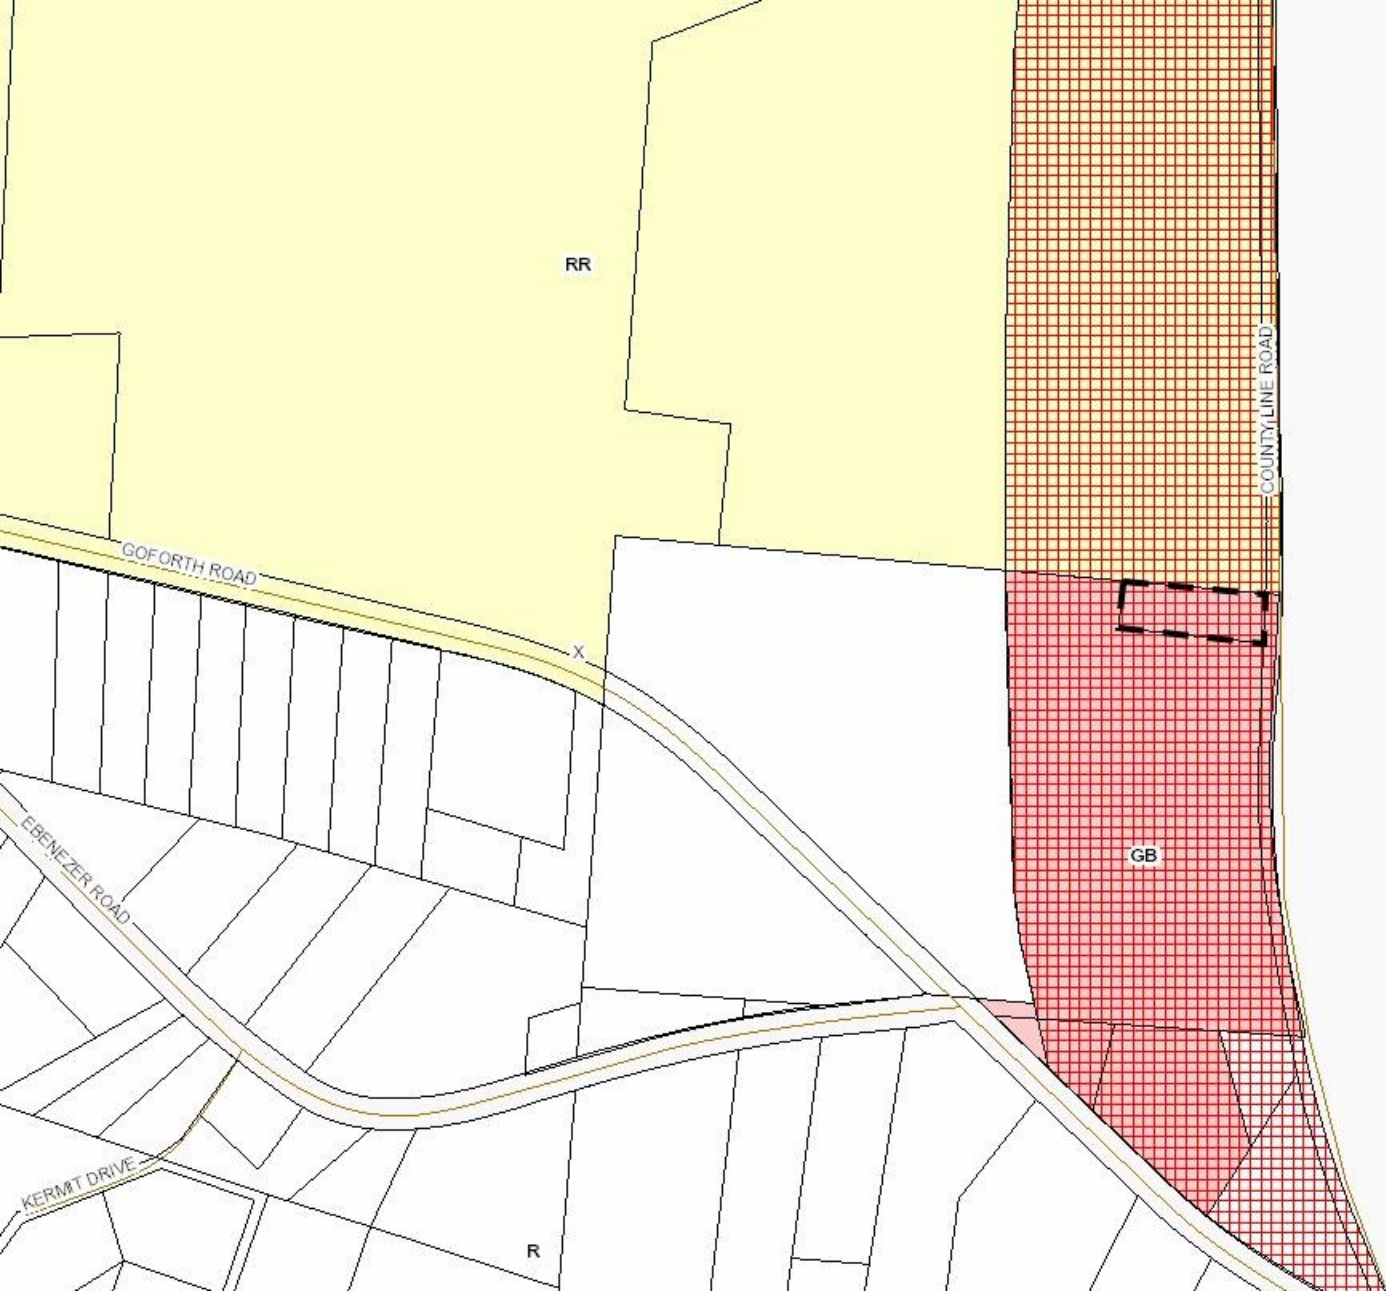 RR
COUNTY LINE ROAD
GOFORTH ROAD
X
GB
EBENEZER ROAD
KERMIT DRIVE
R